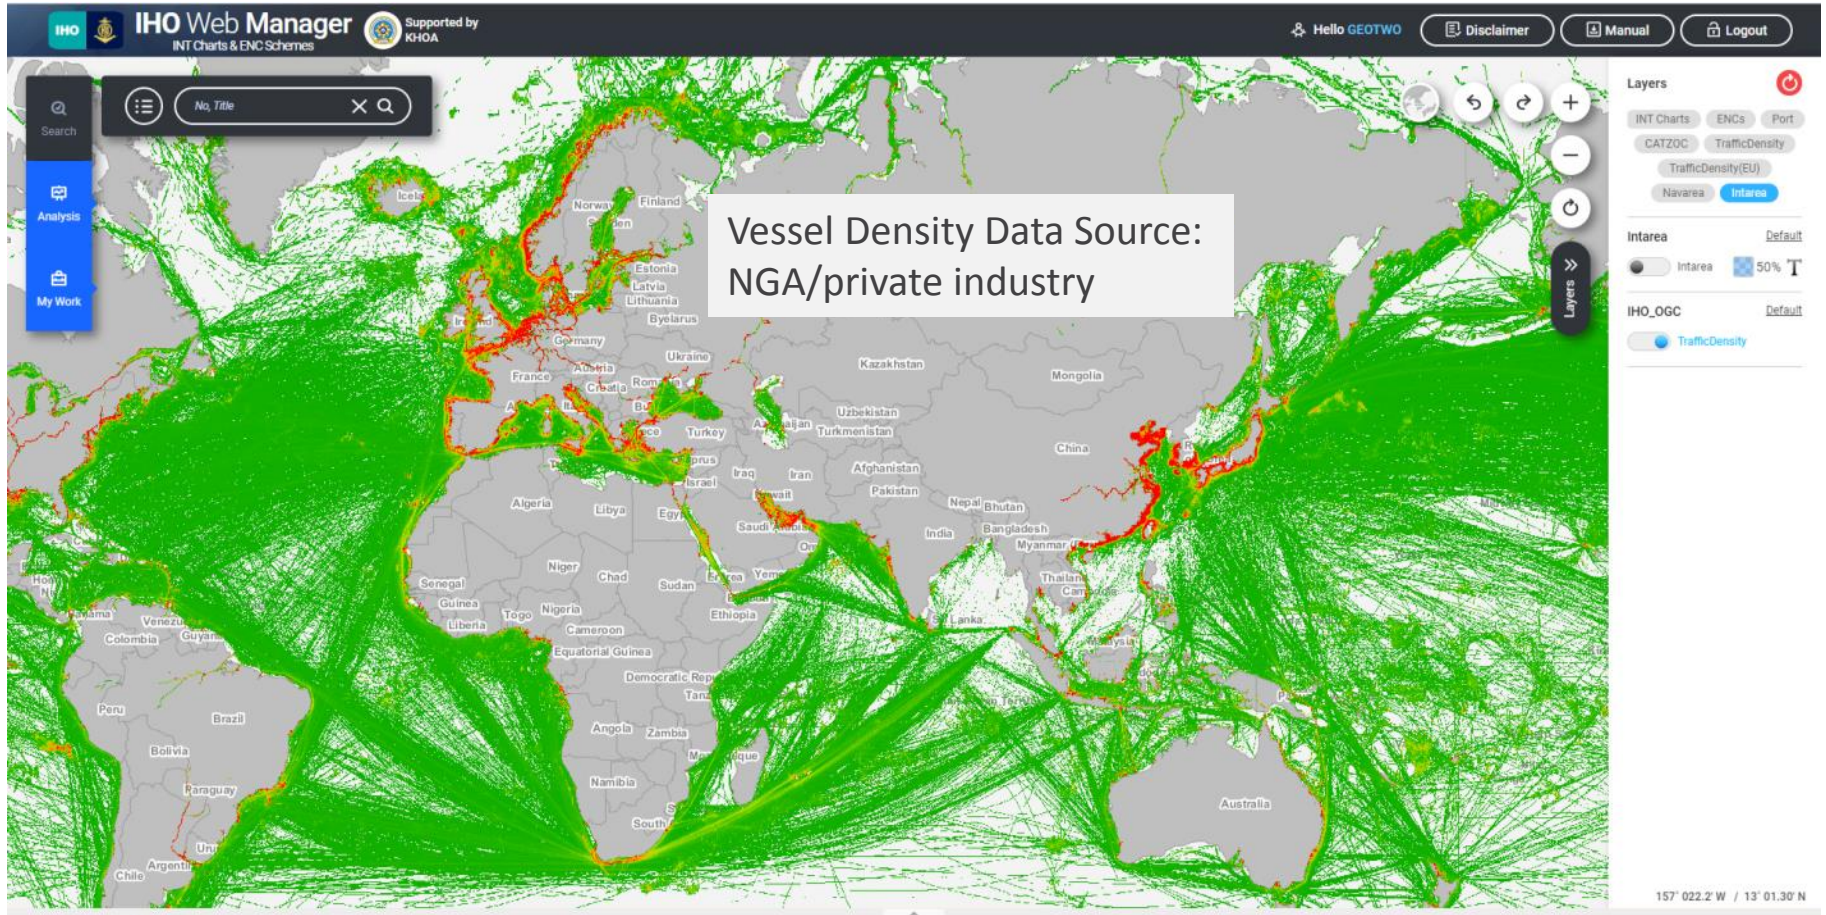 IHO
IHO Web Manager
INT Charts & ENC Schemes
Supported by
KHOA
Hello GEOTWO
Disclaimer
Manual
Logout
Search
No, Title
Analysis
My Work
Vessel Density Data Source:
NGA/private industry
Layers
Layers
INT Charts ENCs Port
CATZOC TrafficDensity
TrafficDensity(EU)
Navarea Intarea
Intarea Default
Intarea 50% T
IHO_OGC Default
TrafficDensity
Finland
Estonia
Latvia
Lithuania
Byelarus
Germany
Ukraine
France
Kazakhstan
Mongolia
Uzbekistan
Turkmenistan
Turkey
China
Iraq
Iran
Israel
Afghanistan
Pakistan
Algeria
Libya
Nepal
Bhutan
India
Bangladesh
Niger
Chad
Sudan
Senegal
Guinea
Togo
Nigeria
Liberia
Ethiopia
Cameroon
Colombia
Equatorial Guinea
Peru
Brazil
Angola
Zambia
Bolivia
Namibia
Paraguay
South
Australia
Chile
157° 022.2' W / 13° 01.30' N